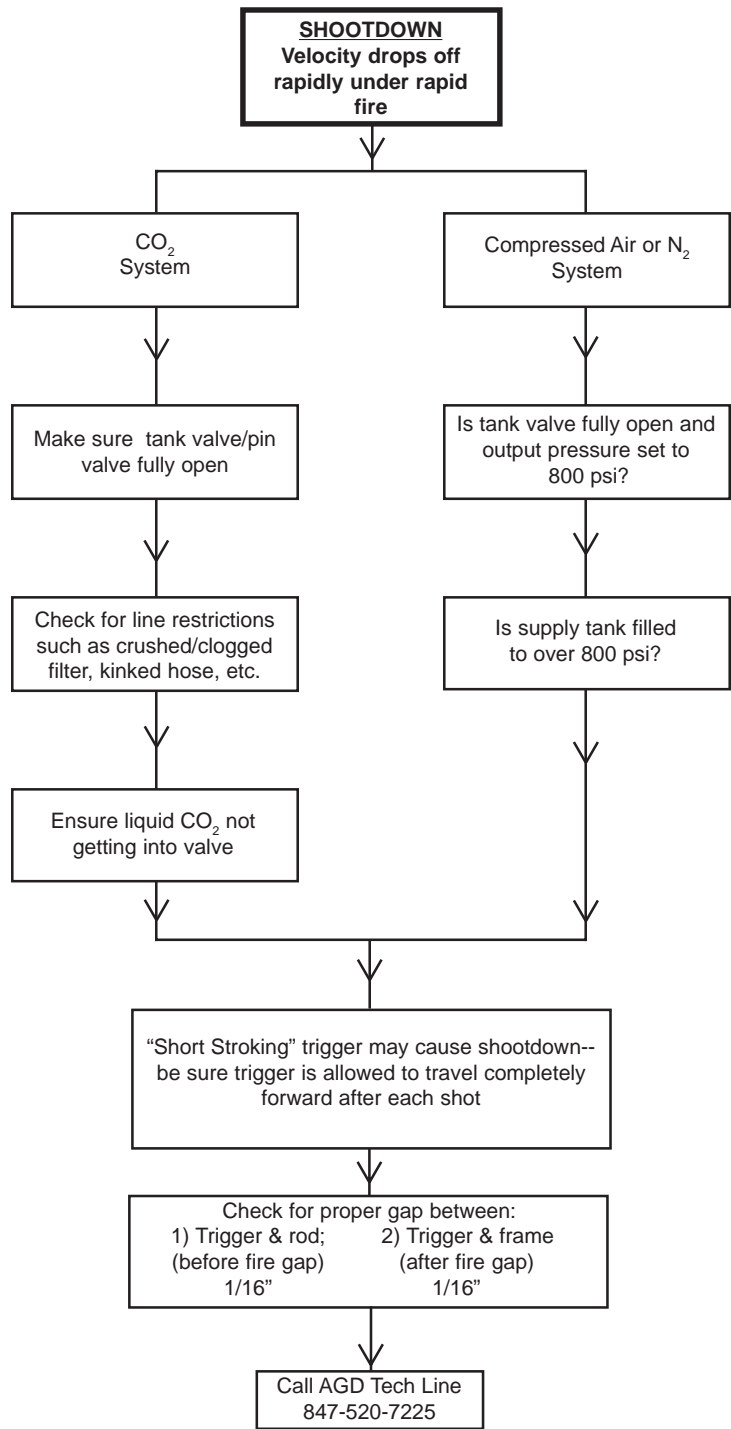 SHOOTDOWN
Velocity drops off
rapidly under rapid
fire
CO₂
System
Compressed Air or N₂
System
Make sure tank valve/pin
valve fully open
Is tank valve fully open and
output pressure set to
800 psi?
Check for line restrictions
such as crushed/clogged
filter, kinked hose, etc.
Is supply tank filled
to over 800 psi?
Ensure liquid CO₂ not
getting into valve
“Short Stroking” trigger may cause shootdown--
be sure trigger is allowed to travel completely
forward after each shot
Check for proper gap between:
1) Trigger & rod; 2) Trigger & frame
(before fire gap) (after fire gap)
1/16” 1/16”
Call AGD Tech Line
847-520-7225